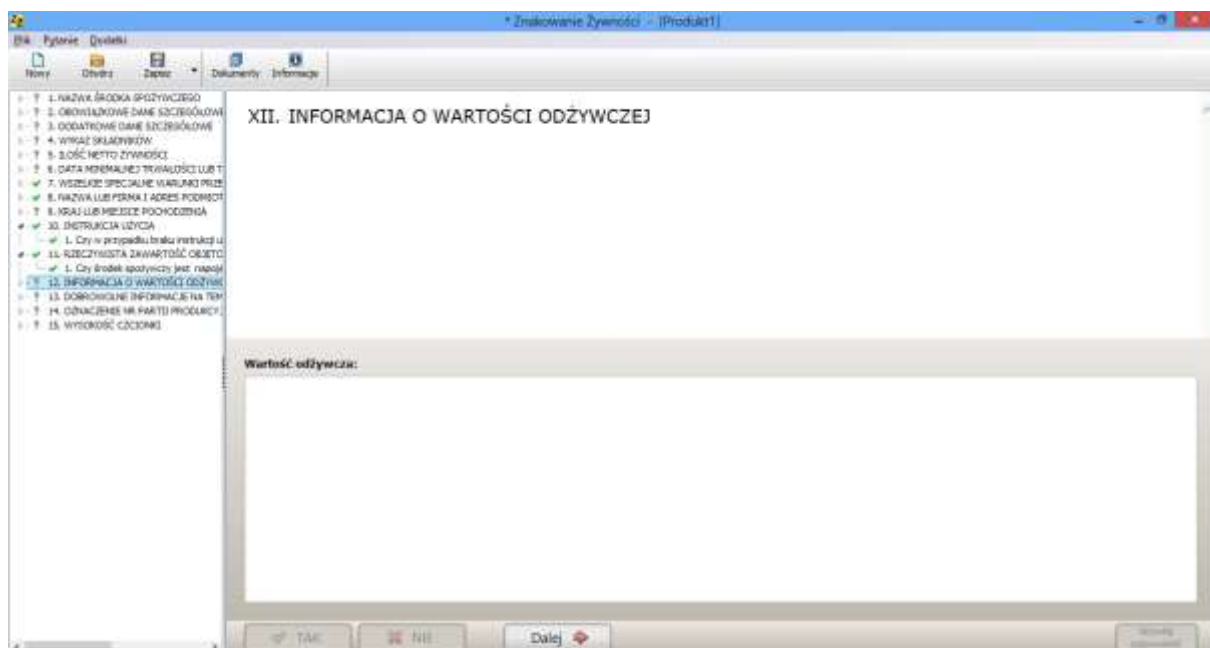 * Znakowanie Żywności - [Produkt1]
Plik Pytanie Dodatki
Nowy Otwórz Zapisz Dokumenty Informacje
1. NAZWA ŚRODKA SPOŻYWCZEGO
2. OBOWIĄZKOWE DANE SZCZEGÓŁOWE
3. DODATKOWE DANE SZCZEGÓŁOWE
4. WYKAZ SKŁADNIKÓW
5. ILOŚĆ NETTO ŻYWNOŚCI
6. DATA MINIMALNEJ TRWAŁOŚCI LUB T
7. WSZELKIE SPECJALNE WARUNKI PRZE
8. NAZWA LUB FIRMA I ADRES PODMIOT
9. KRAJ LUB MIEJSCE POCHODZENIA
10. INSTRUKCJA UŻYCIA
1. Czy w przypadku braku instrukcji u
11. RZECZYWISTA ZAWARTOŚĆ OBJĘTO
1. Czy środek spożywczy jest napoje
12. INFORMACJA O WARTOŚCI ODŻYWC
13. DOBROWOLNE INFORMACJE NA TEM
14. OZNACZENIE NR PARTII PRODUKCYJ
15. WYSOKOŚĆ CZCIONKI
XII. INFORMACJA O WARTOŚCI ODŻYWCZEJ
Wartość odżywcza:
TAK NIE Dalej